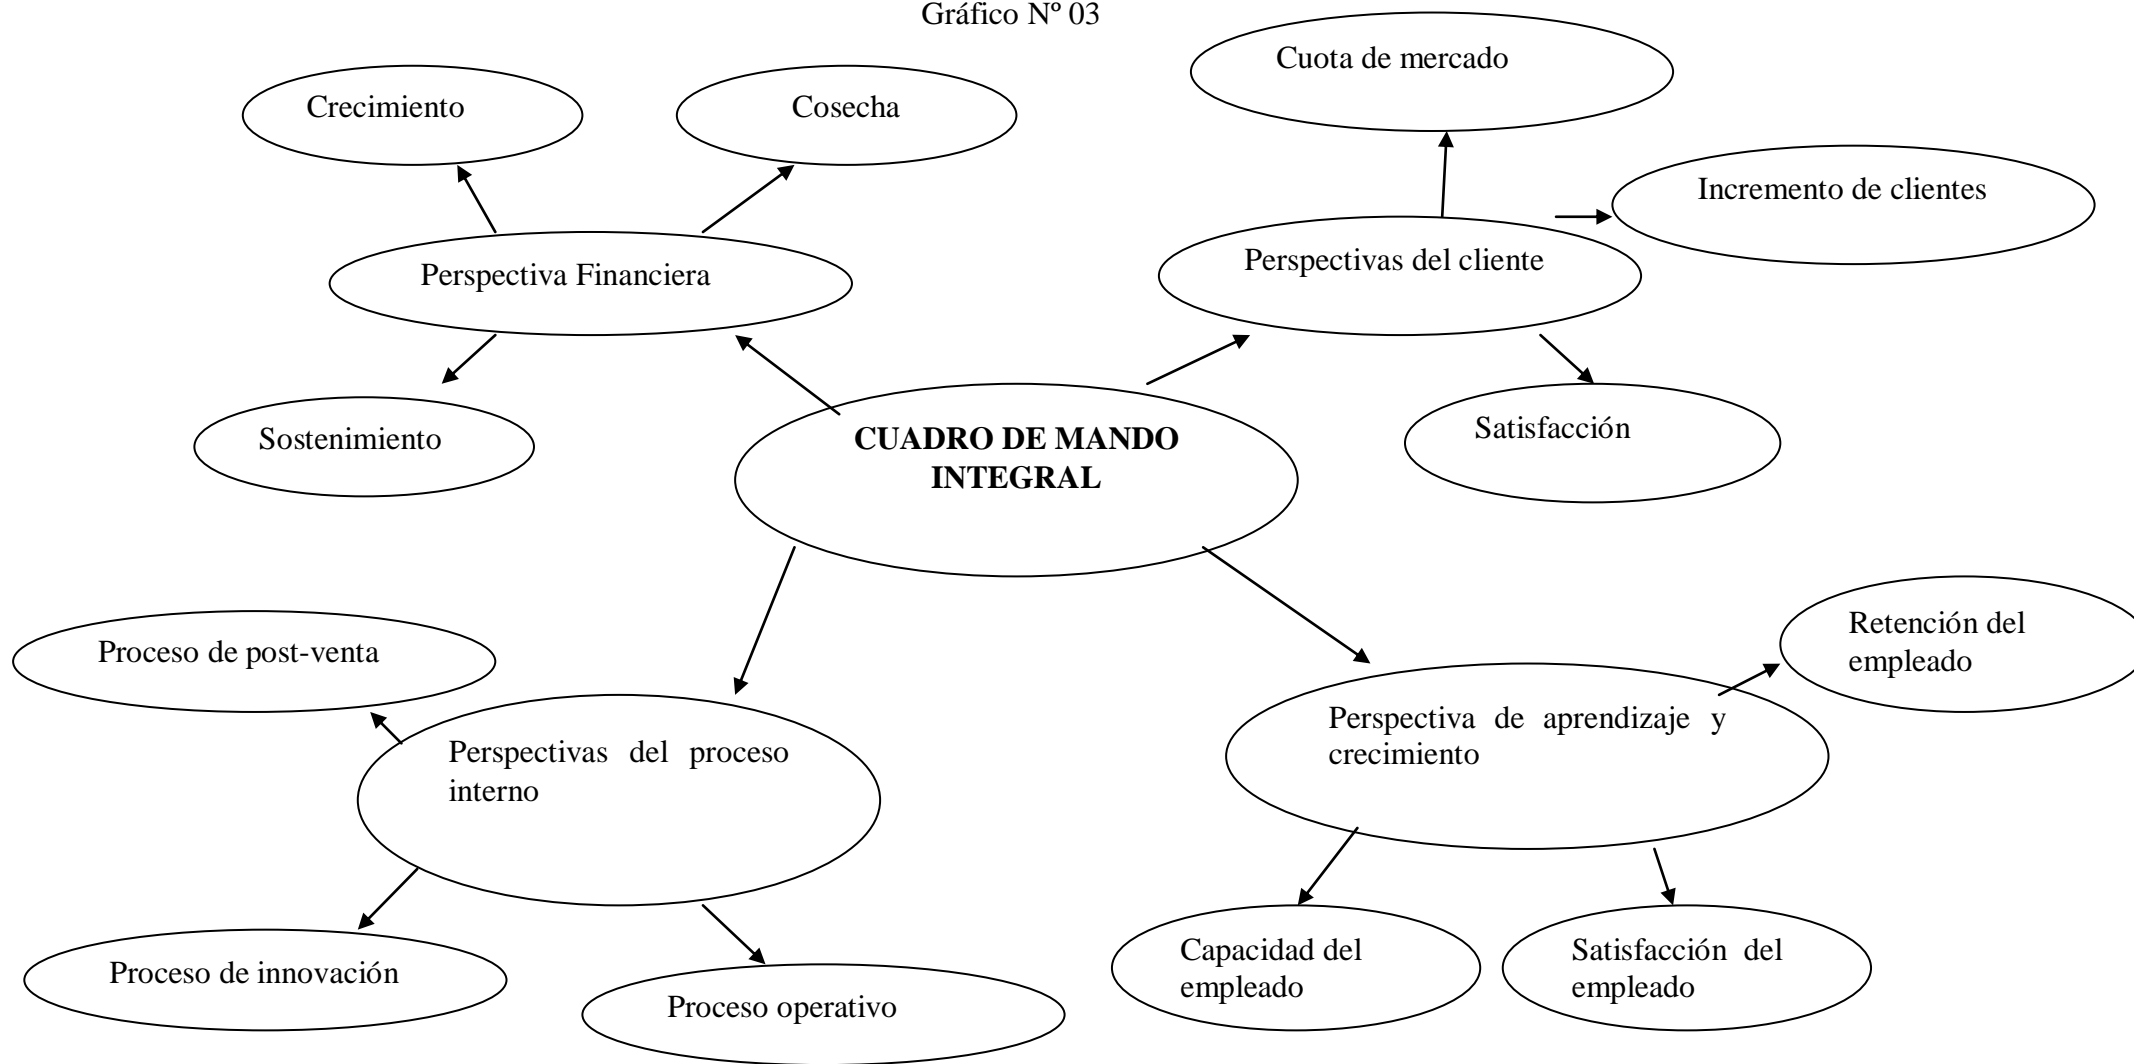 Gráfico Nº 03
Cuota de mercado
Crecimiento
Cosecha
Incremento de clientes
Perspectiva Financiera
Perspectivas del cliente
Sostenimiento
Satisfacción
CUADRO DE MANDO
INTEGRAL
Proceso de post-venta
Retención del
empleado
Perspectivas del proceso
interno
Perspectiva de aprendizaje y
crecimiento
Proceso de innovación
Proceso operativo
Capacidad del
empleado
Satisfacción del
empleado